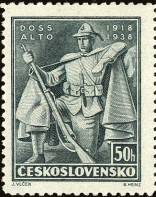 DOSS 1918
ALTO 1938
ČESKOSLOVENSKO
50h
J. VLČEK B. HEINZ